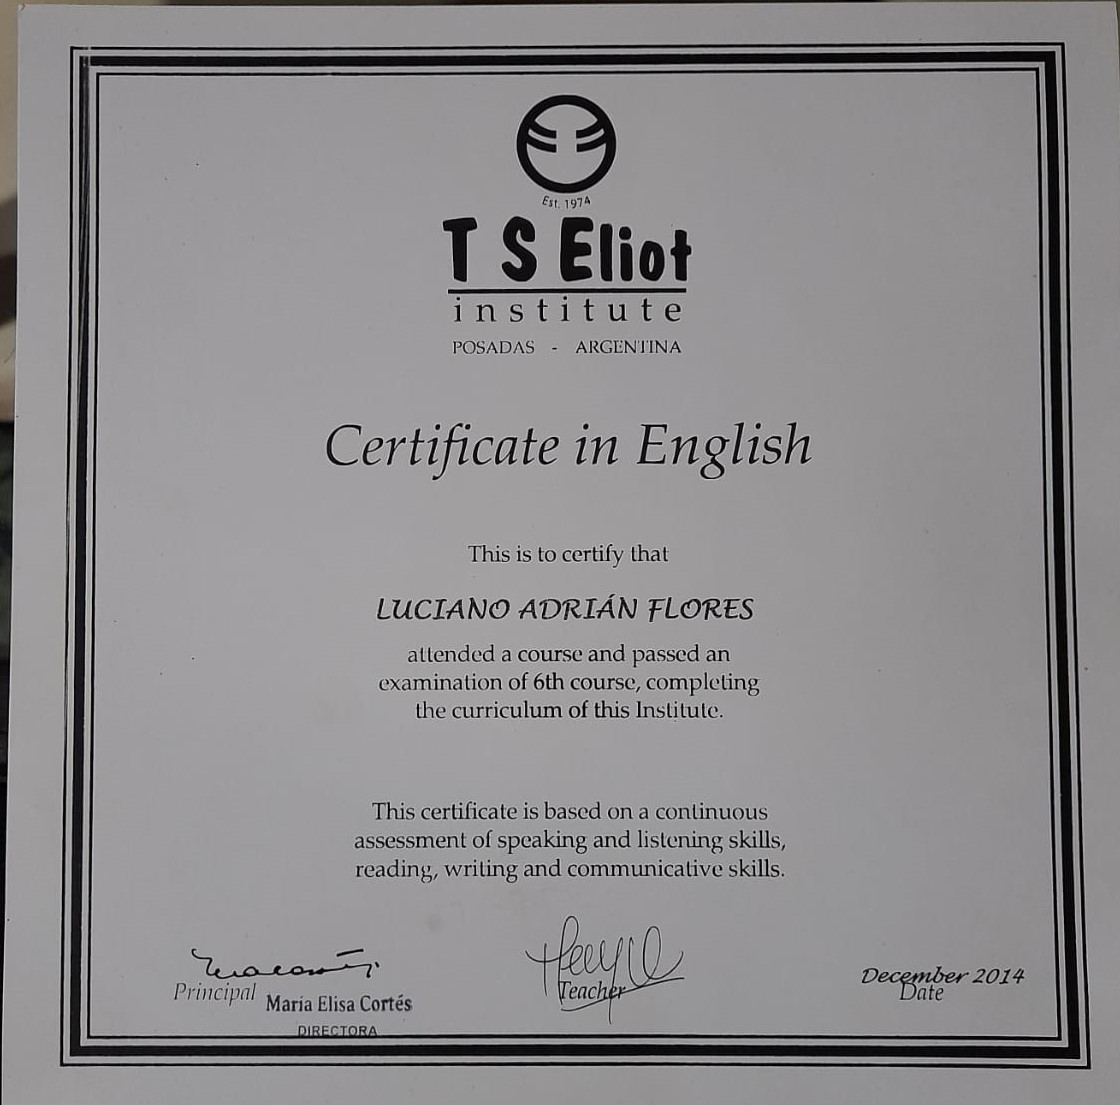 Est. 1974
T S Eliot
institute
POSADAS - ARGENTINA
Certificate in English
This is to certify that
LUCIANO ADRIÁN FLORES
attended a course and passed an
examination of 6th course, completing
the curriculum of this Institute.
This certificate is based on a continuous
assessment of speaking and listening skills,
reading, writing and communicative skills.
Principal
María Elisa Cortés
DIRECTORA
Teacher
December 2014
Date